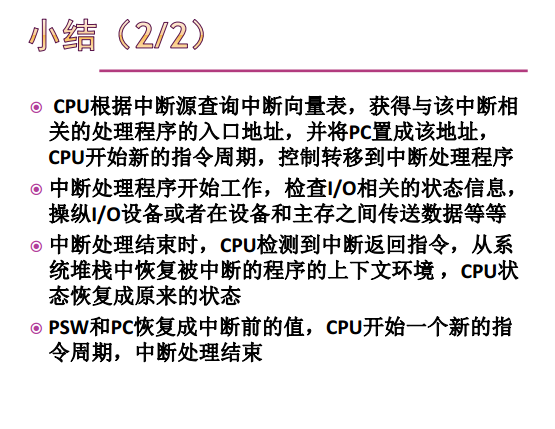 小结（2/2）
CPU根据中断源查询中断向量表，获得与该中断相
关的处理程序的入口地址，并将PC置成该地址，
CPU开始新的指令周期，控制转移到中断处理程序
中断处理程序开始工作，检查I/O相关的状态信息，
操纵I/O设备或者在设备和主存之间传送数据等等
中断处理结束时，CPU检测到中断返回指令，从系
统堆栈中恢复被中断的程序的上下文环境，CPU状
态恢复成原来的状态
PSW和PC恢复成中断前的值，CPU开始一个新的指
令周期，中断处理结束